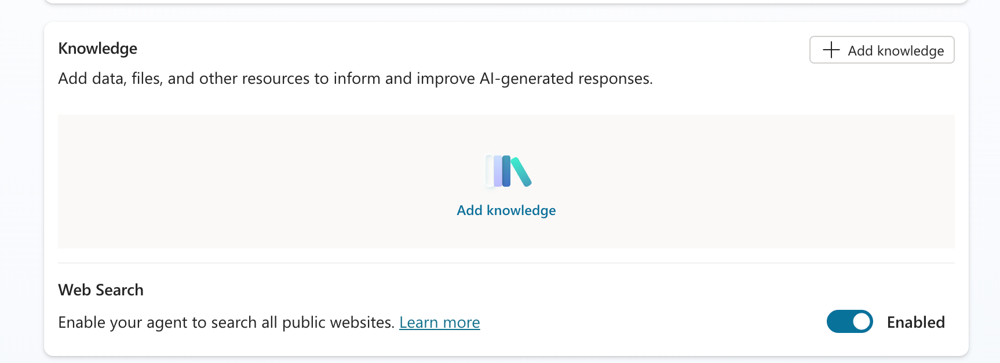 Knowledge
Add knowledge
Add data, files, and other resources to inform and improve AI-generated responses.
Add knowledge
Web Search
Enable your agent to search all public websites. Learn more
Enabled